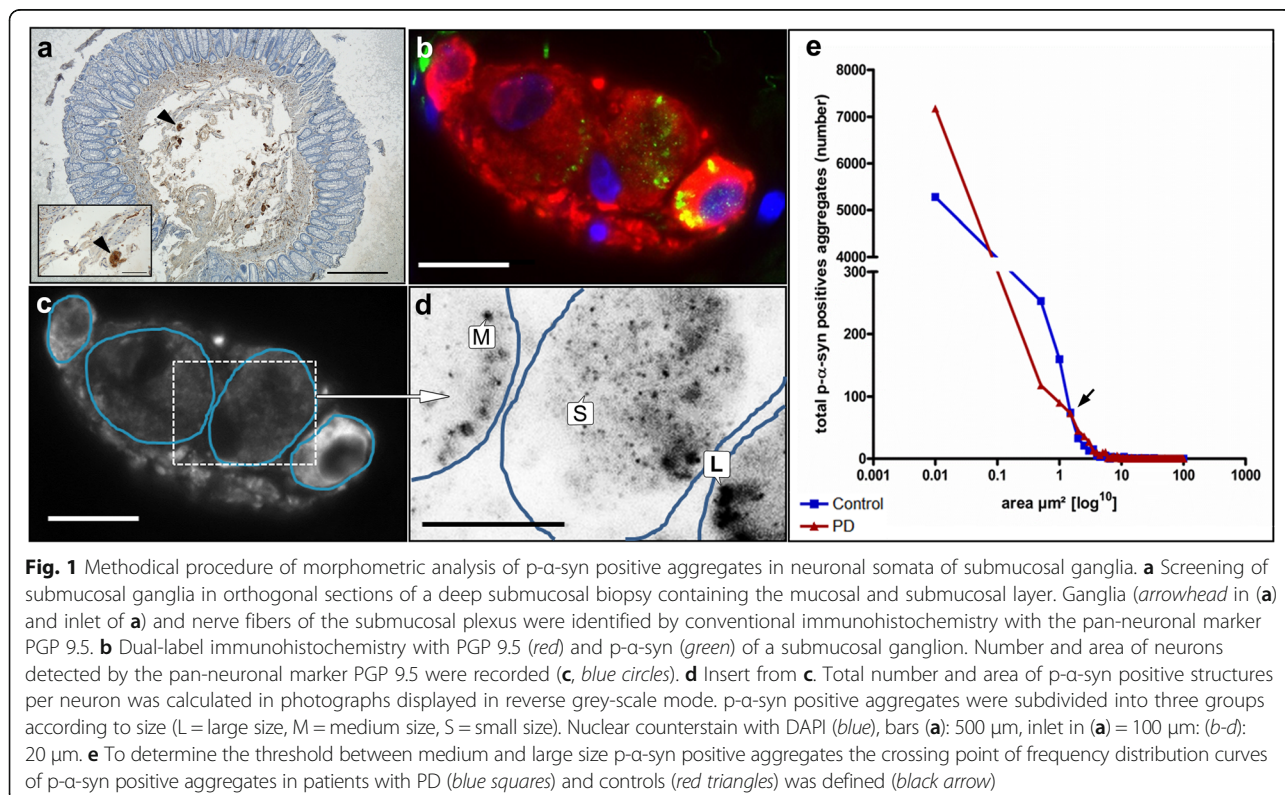 a
b
c
d
M
S
L
e
8000
7000
6000
5000
4000
300
200
100
0
total p-α-syn positives aggregates (number)
0.001 0.01 0.1 1 10 100 1000
area µm² [log¹⁰]
Control
PD
Fig. 1 Methodical procedure of morphometric analysis of p-α-syn positive aggregates in neuronal somata of submucosal ganglia. a Screening of
submucosal ganglia in orthogonal sections of a deep submucosal biopsy containing the mucosal and submucosal layer. Ganglia (arrowhead in (a)
and inlet of a) and nerve fibers of the submucosal plexus were identified by conventional immunohistochemistry with the pan-neuronal marker
PGP 9.5. b Dual-label immunohistochemistry with PGP 9.5 (red) and p-α-syn (green) of a submucosal ganglion. Number and area of neurons
detected by the pan-neuronal marker PGP 9.5 were recorded (c, blue circles). d Insert from c. Total number and area of p-α-syn positive structures
per neuron was calculated in photographs displayed in reverse grey-scale mode. p-α-syn positive aggregates were subdivided into three groups
according to size (L = large size, M = medium size, S = small size). Nuclear counterstain with DAPI (blue), bars (a): 500 µm, inlet in (a) = 100 µm: (b-d):
20 µm. e To determine the threshold between medium and large size p-α-syn positive aggregates the crossing point of frequency distribution curves
of p-α-syn positive aggregates in patients with PD (blue squares) and controls (red triangles) was defined (black arrow)